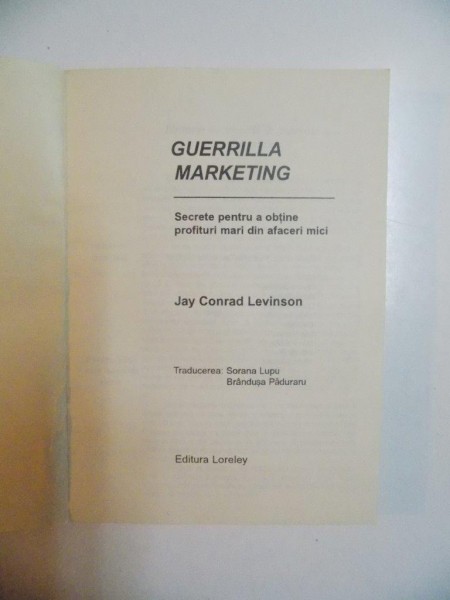 GUERRILLA
MARKETING
Secrete pentru a obține
profituri mari din afaceri mici
Jay Conrad Levinson
Traducerea: Sorana Lupu
Brândușa Păduraru
Editura Loreley